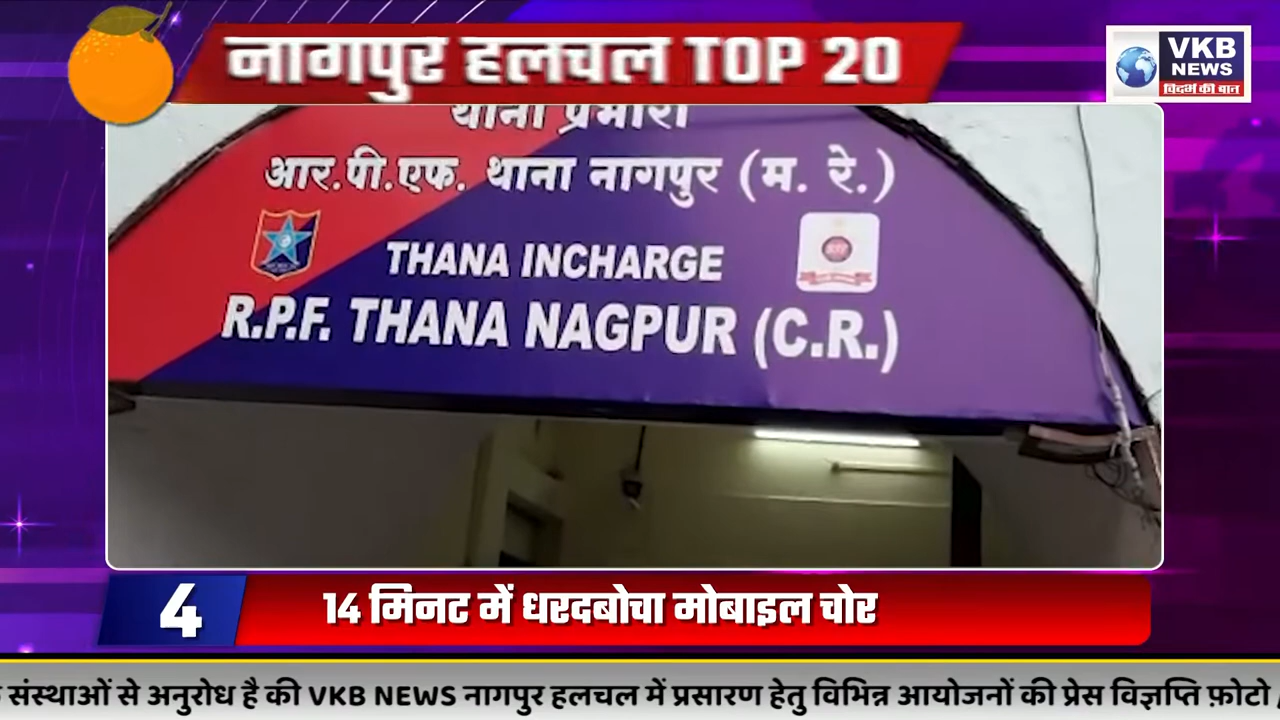 नागपुर हलचल TOP 20
VKB
NEWS
विदर्भ की शान
थाना प्रभारी
आर.पी.एफ. थाना नागपुर (म. रे.)
THANA INCHARGE
R.P.F. THANA NAGPUR (C.R.)
4
14 मिनट में धरदबोचा मोबाइल चोर
संस्थाओं से अनुरोध है की VKB NEWS नागपुर हलचल में प्रसारण हेतु विभिन्न आयोजनों की प्रेस विज्ञप्ति फ़ोटो